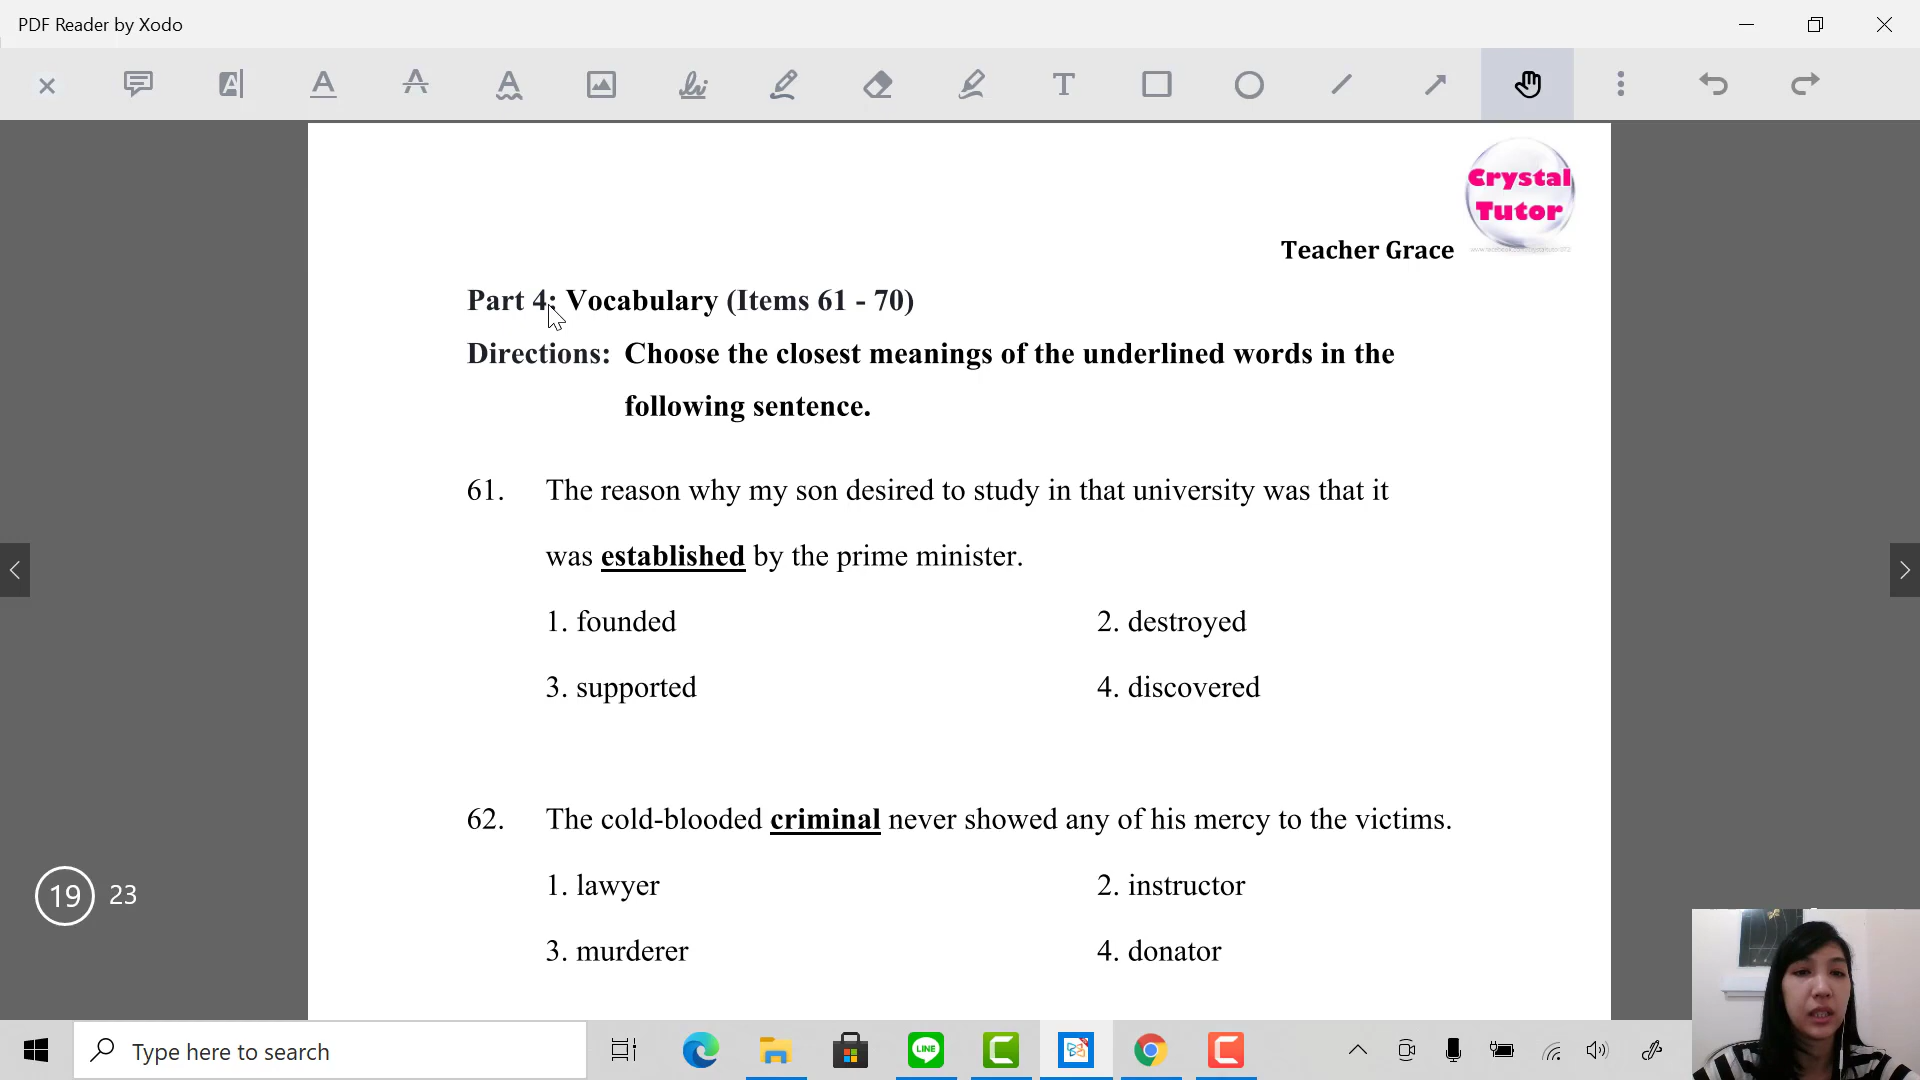 PDF Reader by Xodo
Crystal
Tutor
Teacher Grace
Part 4: Vocabulary (Items 61 - 70)
Directions: Choose the closest meanings of the underlined words in the
following sentence.
61. The reason why my son desired to study in that university was that it
was established by the prime minister.
1. founded 2. destroyed
3. supported 4. discovered
62. The cold-blooded criminal never showed any of his mercy to the victims.
1. lawyer 2. instructor
3. murderer 4. donator
19 23
Type here to search
LINE